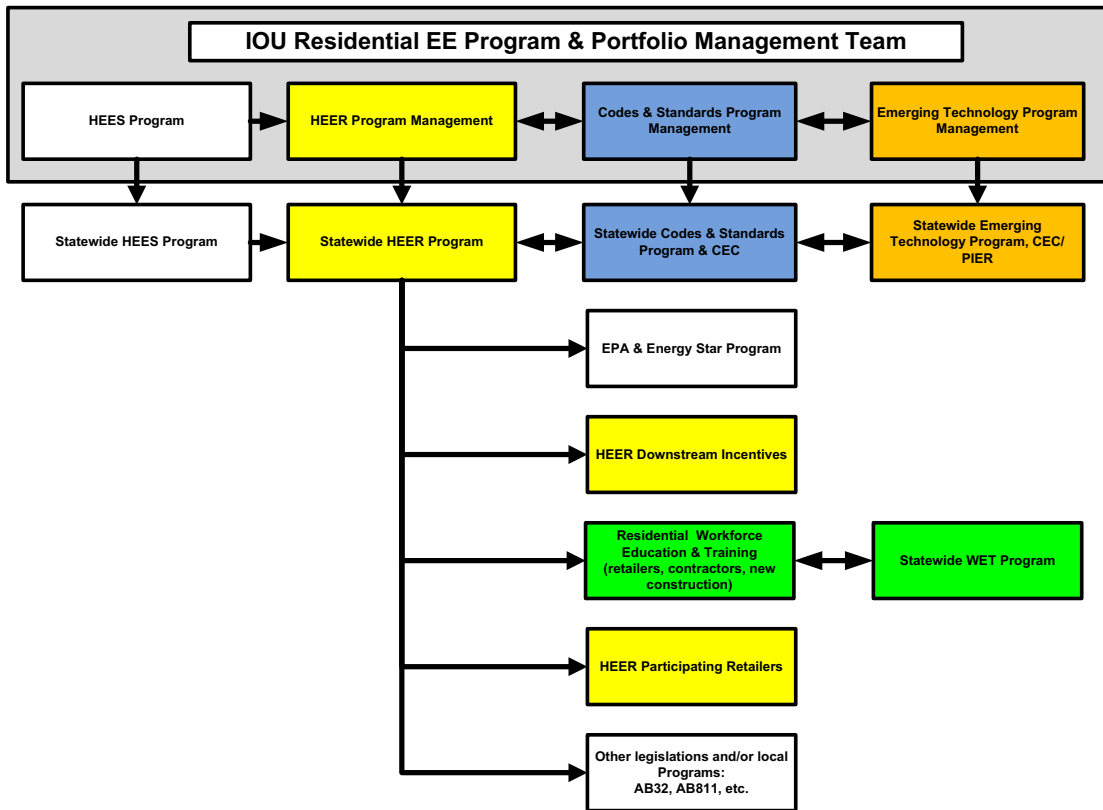 IOU Residential EE Program & Portfolio Management Team
HEES Program
HEER Program Management
Codes & Standards Program
Management
Emerging Technology Program
Management
Statewide HEES Program
Statewide HEER Program
Statewide Codes & Standards
Program & CEC
Statewide Emerging
Technology Program, CEC/
PIER
EPA & Energy Star Program
HEER Downstream Incentives
Residential Workforce
Education & Training
(retailers, contractors, new
construction)
Statewide WET Program
HEER Participating Retailers
Other legislations and/or local
Programs:
AB32, AB811, etc.